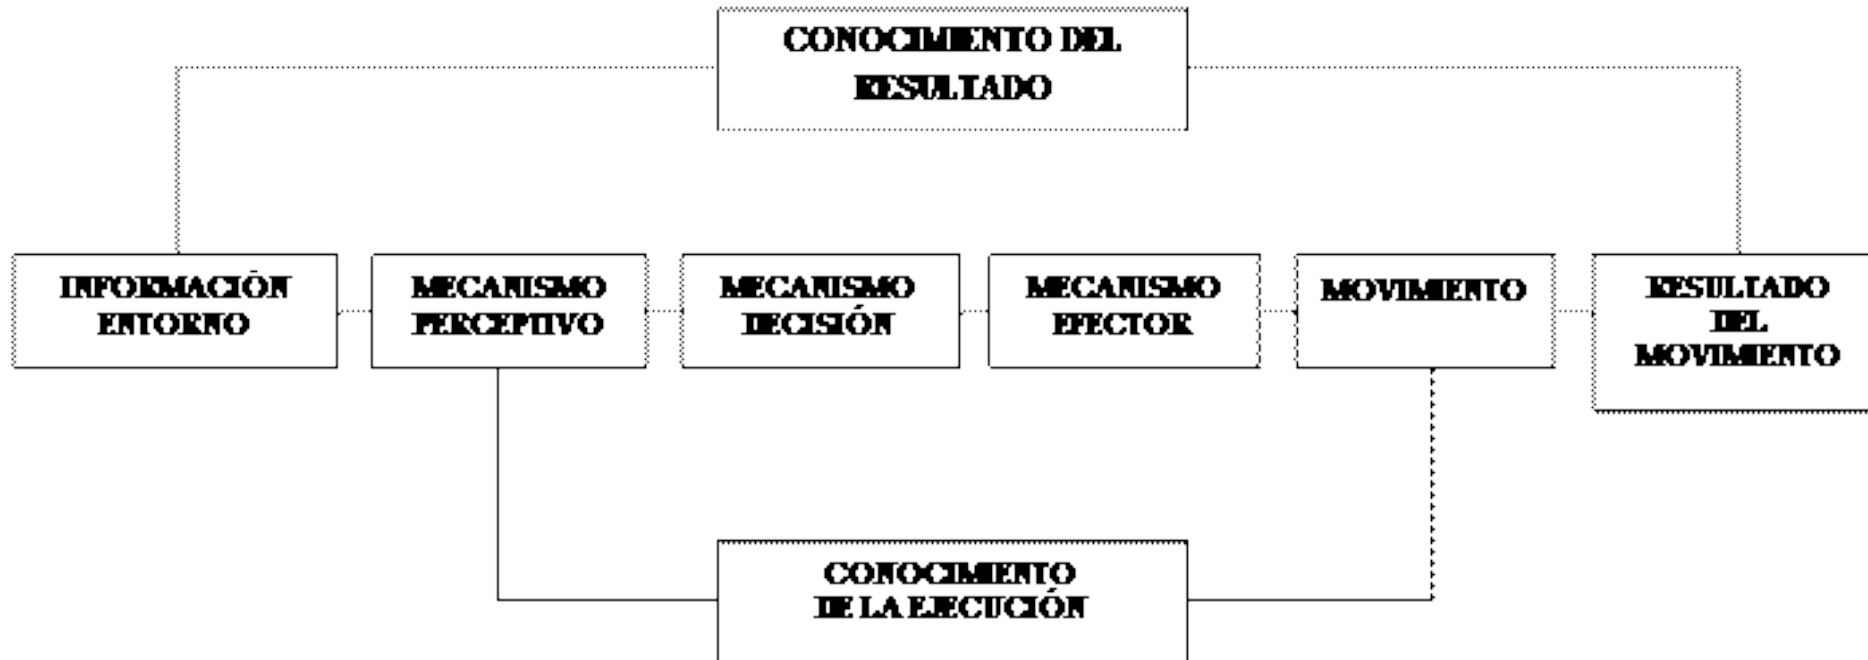 CONOCIMIENTO DEL
RESULTADO
INFORMACIÓN
ENTORNO
MECANISMO
PERCEPTIVO
MECANISMO
DECISIÓN
MECANISMO
EFECTOR
MOVIMIENTO
RESULTADO
DEL
MOVIMIENTO
CONOCIMIENTO
DE LA EJECUCIÓN